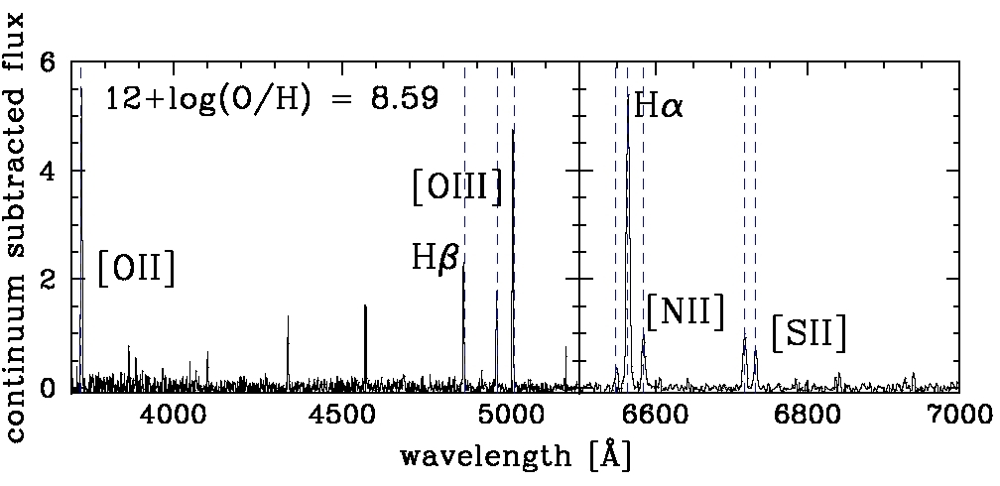 continuum subtracted flux
6
4
2
0
12+log(O/H) = 8.59
[OII]
[OIII]
Hβ
Hα
[NII]
[SII]
4000 4500 5000 6600 6800 7000
wavelength [Å]